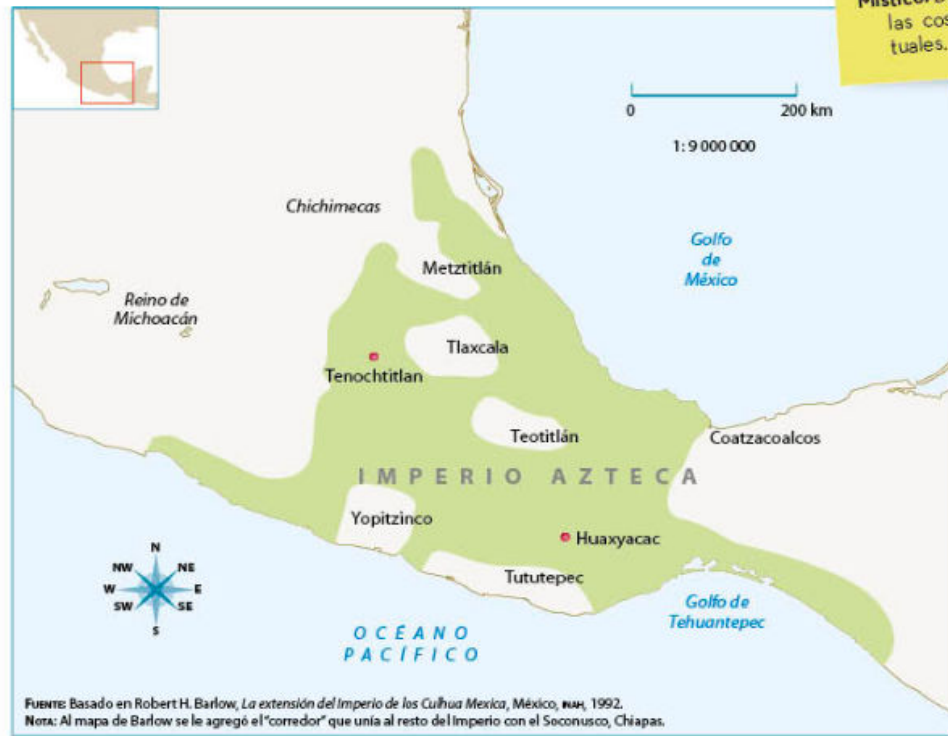 las cos
tuales.
0 200 km
1: 9 000 000
Chichimecas
Golfo
de
México
Metztitlán
Reino de
Michoacán
Tlaxcala
Tenochtitlan
Teotitlán
Coatzacoalcos
IMPERIO AZTECA
Yopitzinco
Huaxyacac
N
NW NE
W E
SW SE
S
Tututepec
Golfo de
Tehuantepec
OCÉANO
PACÍFICO
FUENTE: Basado en Robert H. Barlow, La extensión del Imperio de los Culhua Mexica, México, INAH, 1992.
NOTA: Al mapa de Barlow se le agregó el "corredor" que unía al resto del Imperio con el Soconusco, Chiapas.